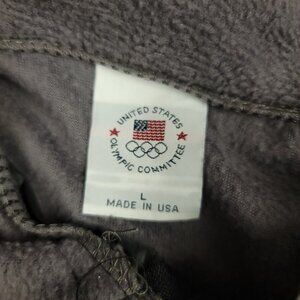 UNITED STATES
OLYMPIC COMMITTEE
L
MADE IN USA